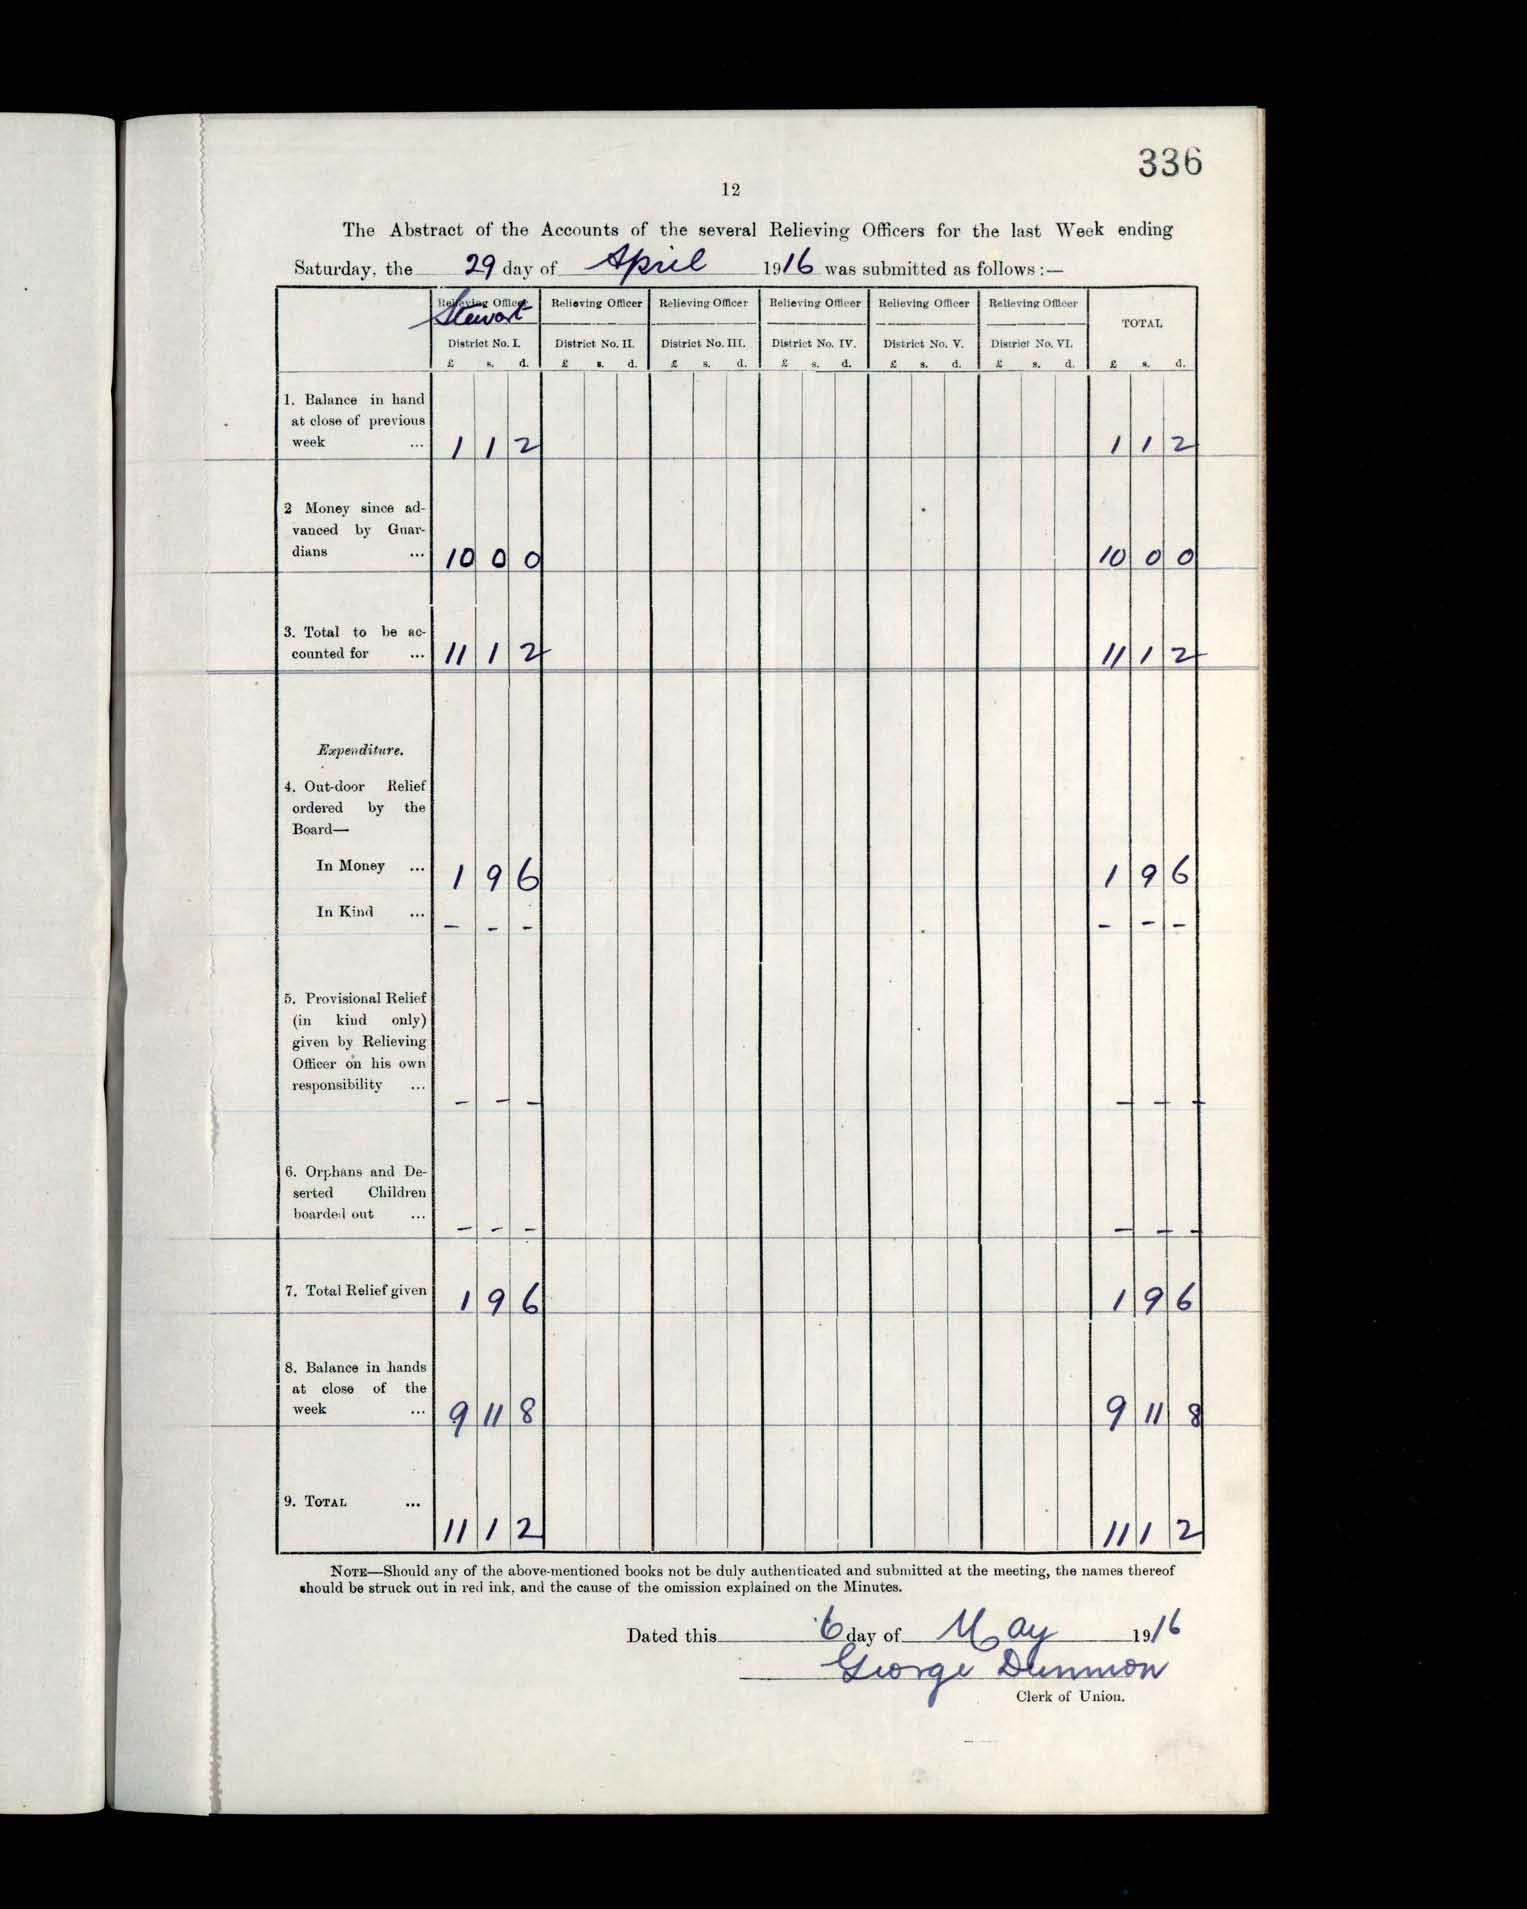 336
12
The Abstract of the Accounts of the several Relieving Officers for the last Week ending
Saturday, the 29 day of April 1916 was submitted as follows :—
Relieving Officer Relieving Officer Relieving Officer Relieving Officer Relieving Officer Relieving Officer
Stewart
TOTAL
District No. I. District No. II. District No. III. District No. IV. District No. V. District No. VI.
£ s. d. £ s. d. £ s. d. £ s. d. £ s. d. £ s. d. £ s. d.
1. Balance in hand
at close of previous
week ... 1 1 2 1 1 2
2 Money since ad-
vanced by Guar-
dians ... 10 0 0 10 0 0
3. Total to be ac-
counted for ... 11 1 2 11 1 2
Expenditure.
4. Out-door Relief
ordered by the
Board—
In Money ... 1 9 6 1 9 6
In Kind ... - - - - - -
5. Provisional Relief
(in kind only)
given by Relieving
Officer on his own
responsibility ... - - - - - -
6. Orphans and De-
serted Children
boarded out ... - - - - - -
7. Total Relief given 1 9 6 1 9 6
8. Balance in hands
at close of the
week ... 9 11 8 9 11 8
9. TOTAL ... 11 1 2 11 1 2
NOTE—Should any of the above-mentioned books not be duly authenticated and submitted at the meeting, the names thereof
should be struck out in red ink, and the cause of the omission explained on the Minutes.
Dated this 6 day of May 1916
George Dunnion
Clerk of Union.